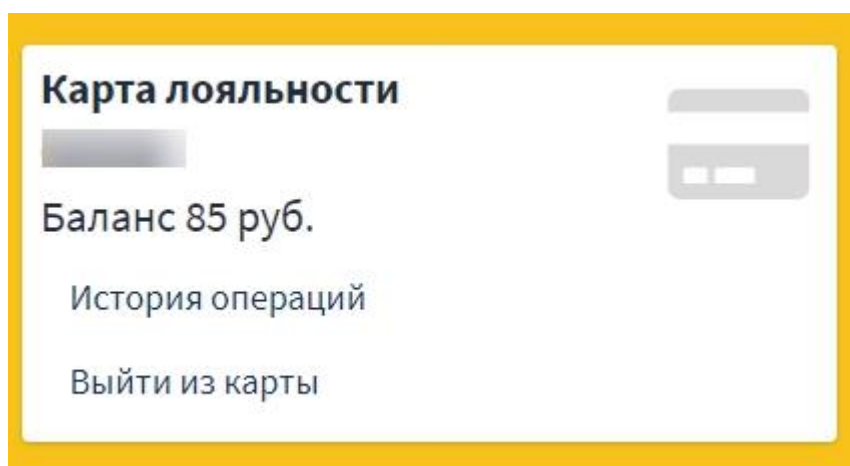 Карта лояльности
Баланс 85 руб.
История операций
Выйти из карты